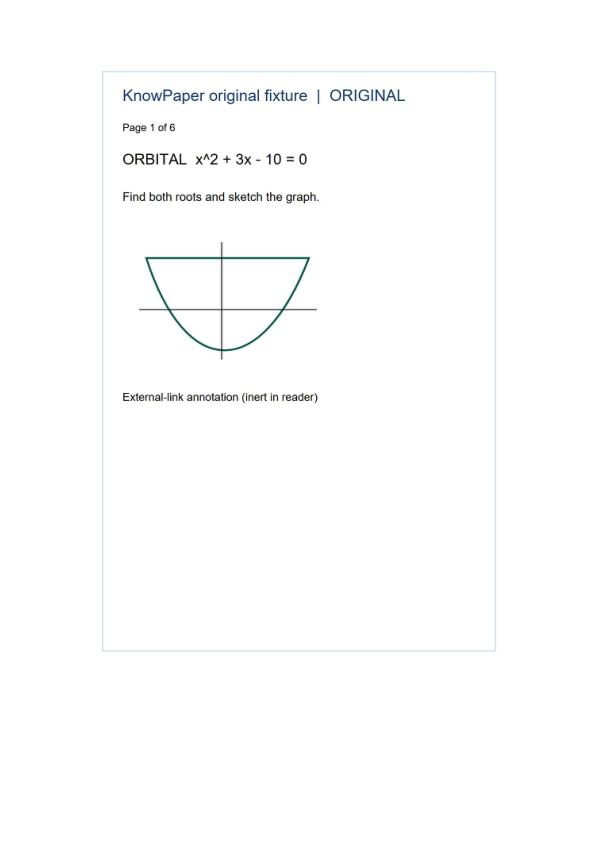 KnowPaper original fixture | ORIGINAL
Page 1 of 6
ORBITAL x^2 + 3x - 10 = 0
Find both roots and sketch the graph.
External-link annotation (inert in reader)